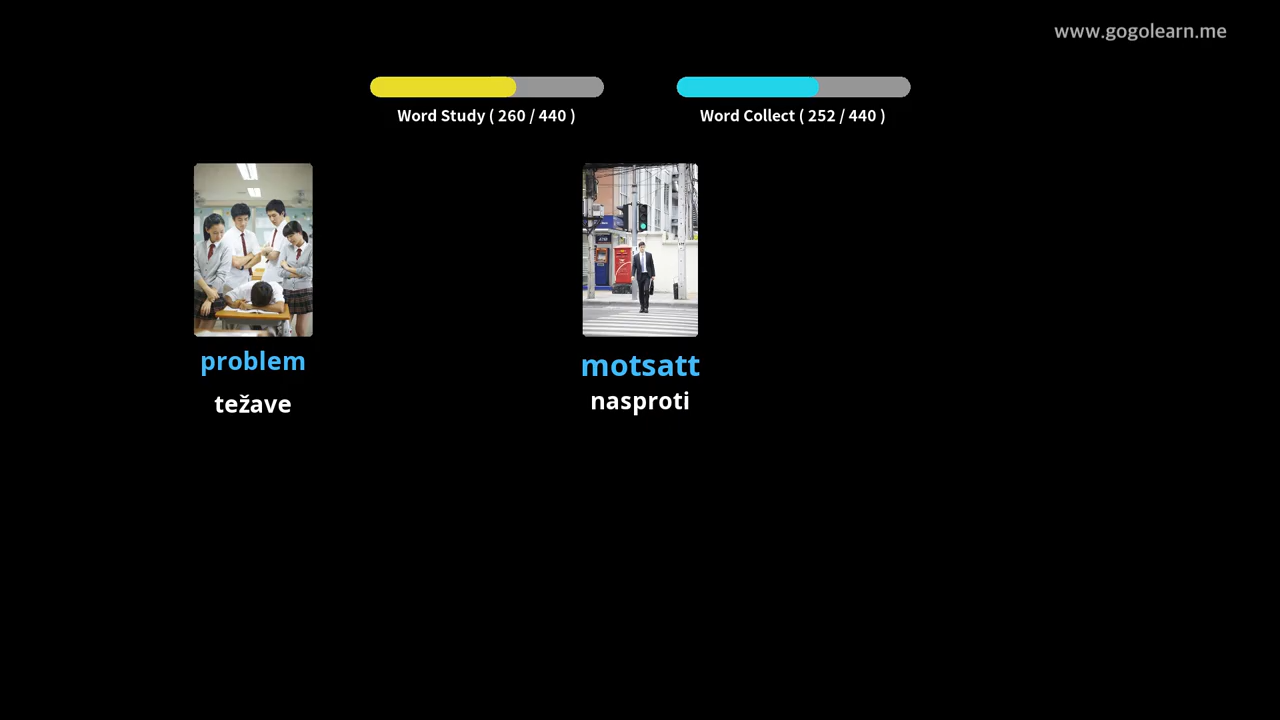 www.gogolearn.me
Word Study ( 260 / 440 )
Word Collect ( 252 / 440 )
problem
težave
motsatt
nasproti